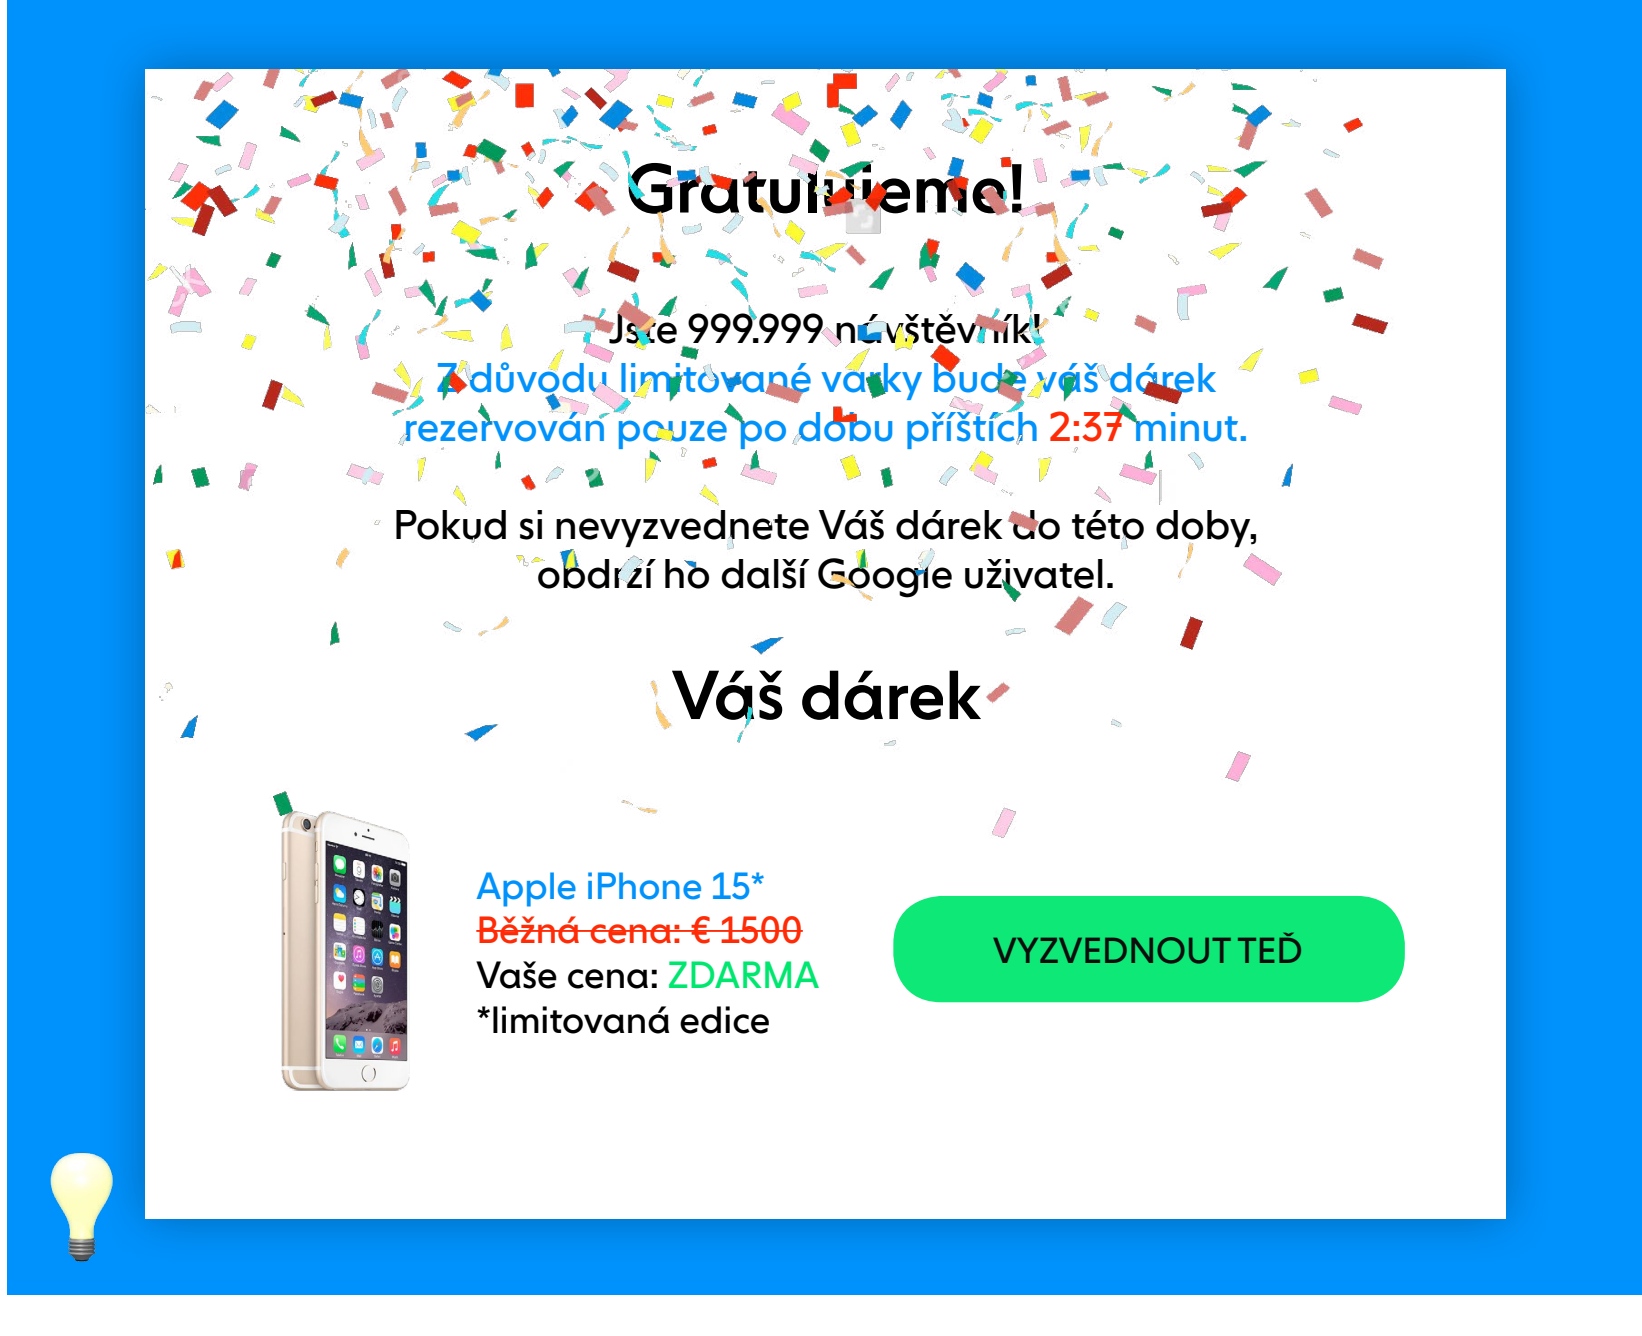 Gratulujeme!
Jste 999.999 návštěvník!
Z důvodu limitované várky bude váš dárek
rezervován pouze po dobu příštích 2:37 minut.
Pokud si nevyzvednete Váš dárek do této doby,
obdrží ho další Google uživatel.
Váš dárek
Apple iPhone 15*
Běžná cena: € 1500
Vaše cena: ZDARMA
*limitovaná edice
VYZVEDNOUT TEĎ